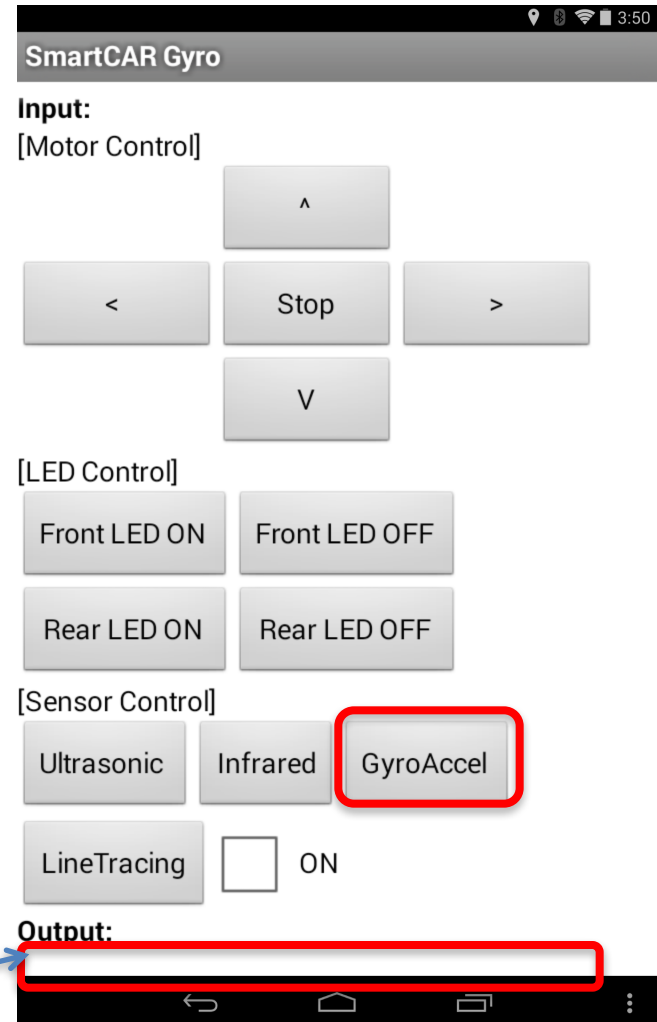 3:50
SmartCAR Gyro
Input:
[Motor Control]
^
< Stop >
V
[LED Control]
Front LED ON Front LED OFF
Rear LED ON Rear LED OFF
[Sensor Control]
Ultrasonic Infrared GyroAccel
LineTracing ON
Output: